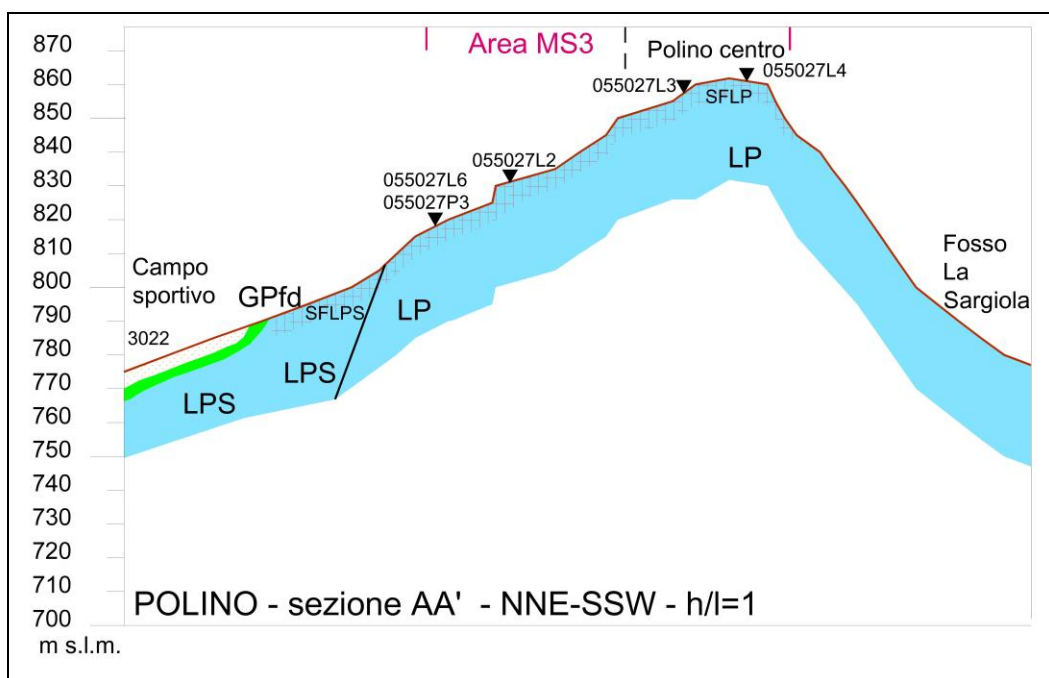 870
860
850
840
830
820
810
800
790
780
770
760
750
740
730
720
710
700
m s.l.m.
Area MS3
Polino centro
055027L3
055027L4
SFLP
LP
055027L2
055027L6
055027P3
Campo
sportivo
GPfd
SFLPS
LP
3022
LPS
LPS
Fosso
La
Sargiola
POLINO - sezione AA' - NNE-SSW - h/l=1